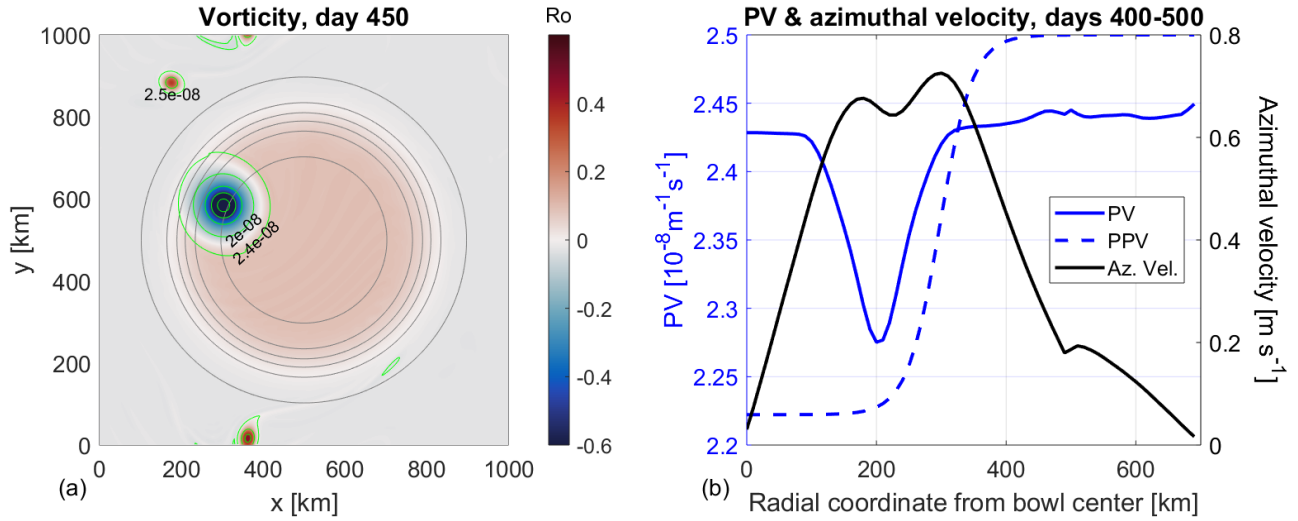 Vorticity, day 450
Ro
1000
800
600
400
200
0
y [km]
2.5e-08
2e-08
2.4e-08
0 200 400 600 800 1000
x [km]
(a)
0.4
0.2
0
-0.2
-0.4
-0.6
PV & azimuthal velocity, days 400-500
2.5
2.45
2.4
2.35
2.3
2.25
2.2
PV [10⁻⁸m⁻¹s⁻¹]
PV
PPV
Az. Vel.
0.8
0.6
0.4
0.2
0
Azimuthal velocity [m s⁻¹]
0 200 400 600
Radial coordinate from bowl center [km]
(b)